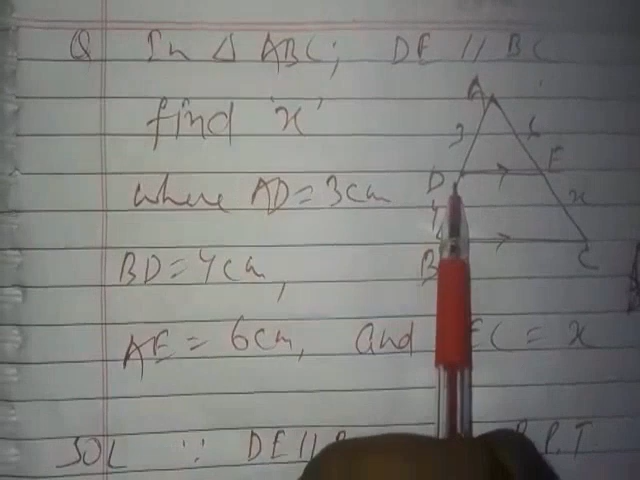 Q In Δ ABC; DE // BC
find 'x'
where AD = 3cm
BD = 4cm,
AE = 6cm, and EC = x
SOL ∵ DE // B P.T
A
3 6
D E
4 x
B C